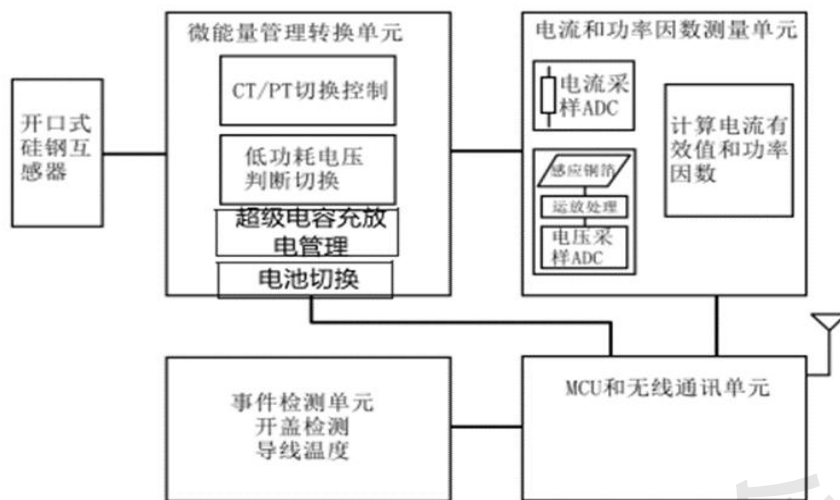 微能量管理转换单元
CT/PT切换控制
低功耗电压
判断切换
超级电容充放
电管理
电池切换
开口式
硅钢互
感器
电流和功率因数测量单元
电流采
样ADC
感应铜箔
运放处理
电压采
样ADC
计算电流有
效值和功率
因数
事件检测单元
开盖检测
导线温度
MCU和无线通讯单元